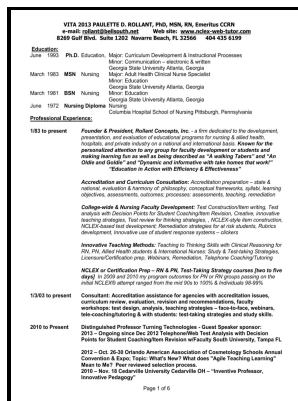 VITA 2013 PAULETTE D. ROLLANT, PhD, MSN, RN, Emeritus CCRN
e-mail: rollant@bellsouth.net Web site: www.nclex-web-tutor.com
8269 Gulf Blvd. Suite 1202 Navarre Beach, FL 32566 404 435 6199
Education:
June 1993 Ph.D. Education, Major: Curriculum Development & Instructional Processes
Minor: Communication – electronic & written
Georgia State University Atlanta, Georgia
March 1983 MSN Nursing Major: Adult Health Clinical Nurse Specialist
Minor: Education
Georgia State University Atlanta, Georgia
March 1981 BSN Nursing Minor: Education
Georgia State University Atlanta, Georgia
June 1972 Nursing Diploma Nursing
Columbia Hospital School of Nursing Pittsburgh, Pennsylvania
Professional Experience:
1/83 to present Founder & President, Rollant Concepts, Inc. - a firm dedicated to the development,
presentation, and evaluation of educational programs for nursing & allied health,
hospitals, and private industry on a national and international basis. Known for the
personalized attention to any group for faculty development or students and
making learning fun as well as being described as "A walking Tabers" and "An
Odie and Goldie" and "Dynamic and informative with take homes that work!"
"Education in Action with Efficiency & Effectiveness"
Accreditation and Curriculum Consultation: Accreditation preparation – state &
national, evaluation & harmony of philosophy, conceptual frameworks, syllabi, learning
objectives, assessments, outcomes, processes; assessments, teaching, remediation
College-wide & Nursing Faculty Development: Test Construction/item writing, Test
analysis with Decision Points for Student Coaching/Item Revision, Creative, innovative
teaching strategies, Test review for thinking strategies, , NCLEX-style item construction,
NCLEX-based test development; Remediation strategies for at risk students, Rubrics
development, Innovative use of student response systems – clickers
Innovative Teaching Methods: Teaching to Thinking Skills with Clinical Reasoning for
RN, PN, Allied Health students & International Nurses: Study & Test-taking Strategies,
Licensure/Certification prep, Webinars, Remediation, Telephone Coaching/Tutoring
NCLEX or Certification Prep – RN & PN, Test-Taking Strategy courses [two to five
days] In 2009 and 2010 my program outcomes for PN or RN groups passing on the
initial NCLEX® attempt ranged from the mid 90s to 100% & individuals 98-99%
1/3/03 to present Consultant: Accreditation assistance for agencies with accreditation issues,
curriculum review, evaluation, revision and recommendations, faculty
workshops: test design, analysis, teaching strategies – face-to-face, webinars,
tele-coaching/tutoring & with students: test-taking strategies and study skills.
2010 to Present Distinguished Professor Turning Technologies - Guest Speaker sponsor:
2013 – Ongoing since Dec 2012 Telephone/Web Test Analysis with Decision
Points for Student Coaching/Item Revision w/Faculty South University, Tampa FL
2012 – Oct. 26-30 Orlando American Association of Cosmetology Schools Annual
Convention & Expo; Topic: What's New? What does "Agile Teaching Learning"
Mean to Me? Peer reviewed selection process.
2010 – Nov. 18 Cedarville University Cedarville OH – "Inventive Professor,
Innovative Pedagogy"
Page 1 of 6